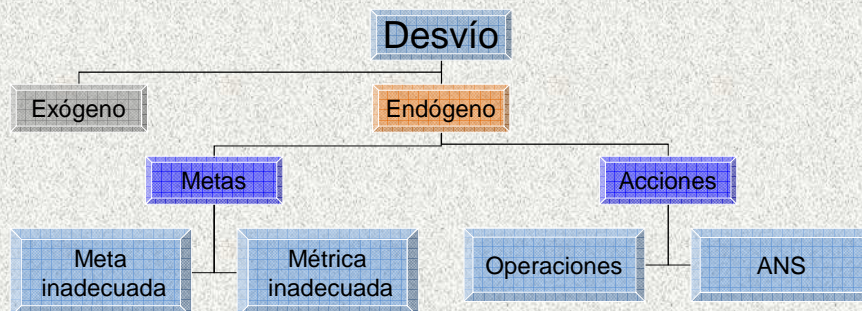 Desvío
Exógeno
Endógeno
Metas
Acciones
Meta
inadecuada
Métrica
inadecuada
Operaciones
ANS